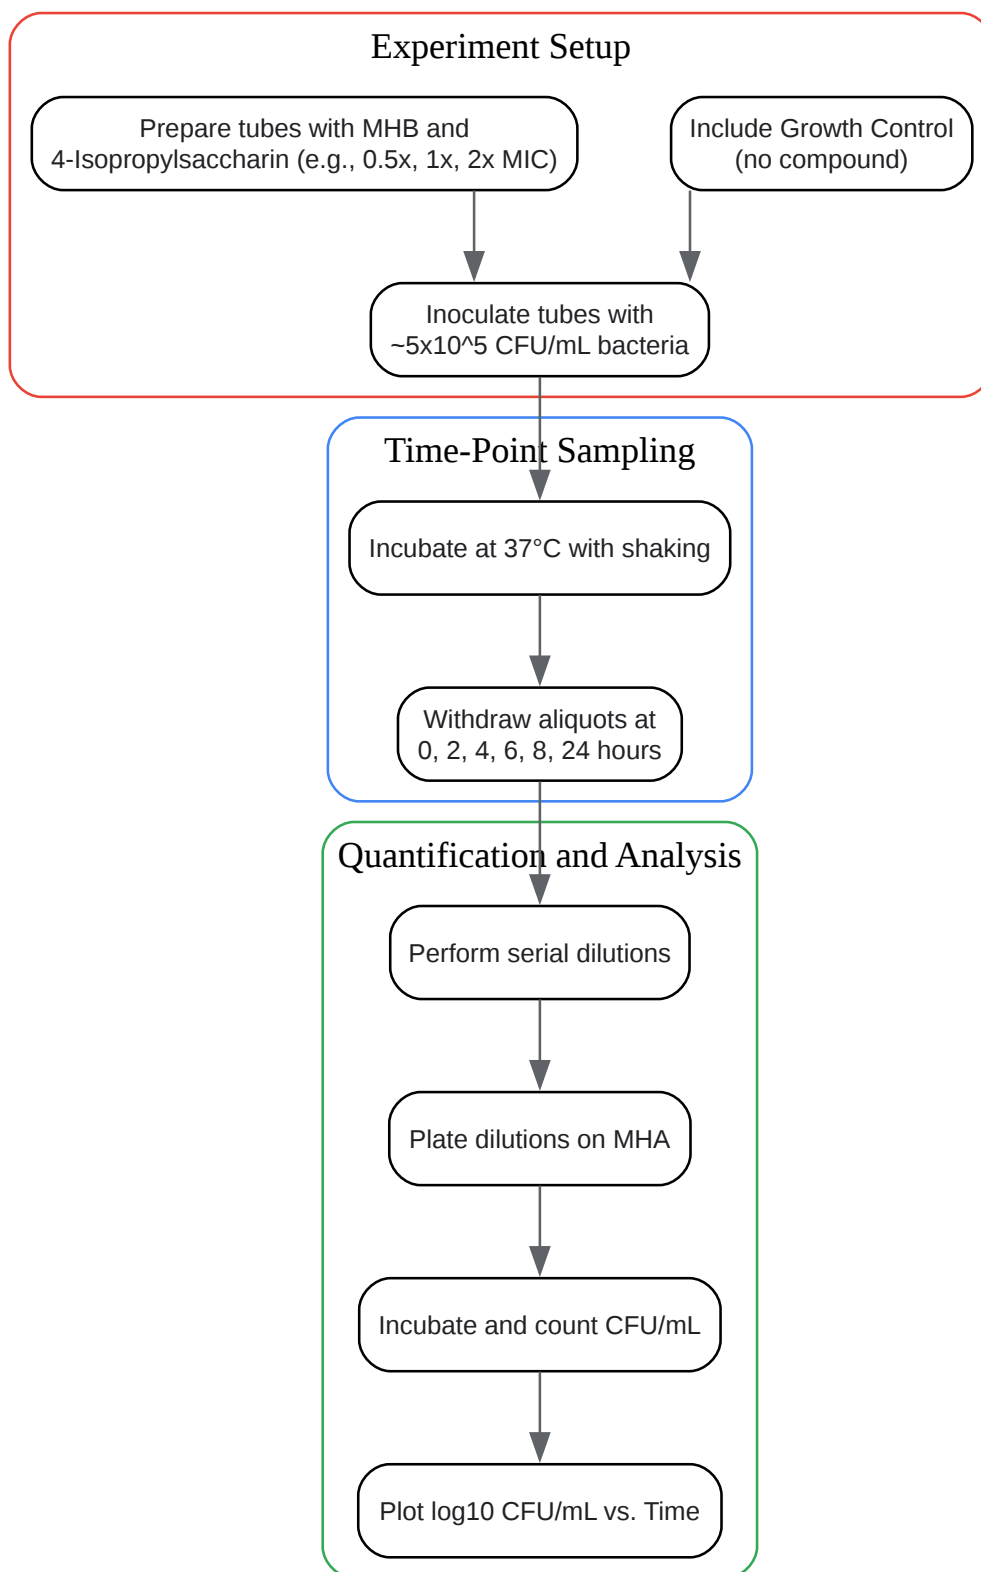 Experiment Setup
Prepare tubes with MHB and
4-Isopropylsaccharin (e.g., 0.5x, 1x, 2x MIC)
Include Growth Control
(no compound)
Inoculate tubes with
~5x10^5 CFU/mL bacteria
Time-Point Sampling
Incubate at 37°C with shaking
Withdraw aliquots at
0, 2, 4, 6, 8, 24 hours
Quantification and Analysis
Perform serial dilutions
Plate dilutions on MHA
Incubate and count CFU/mL
Plot log10 CFU/mL vs. Time